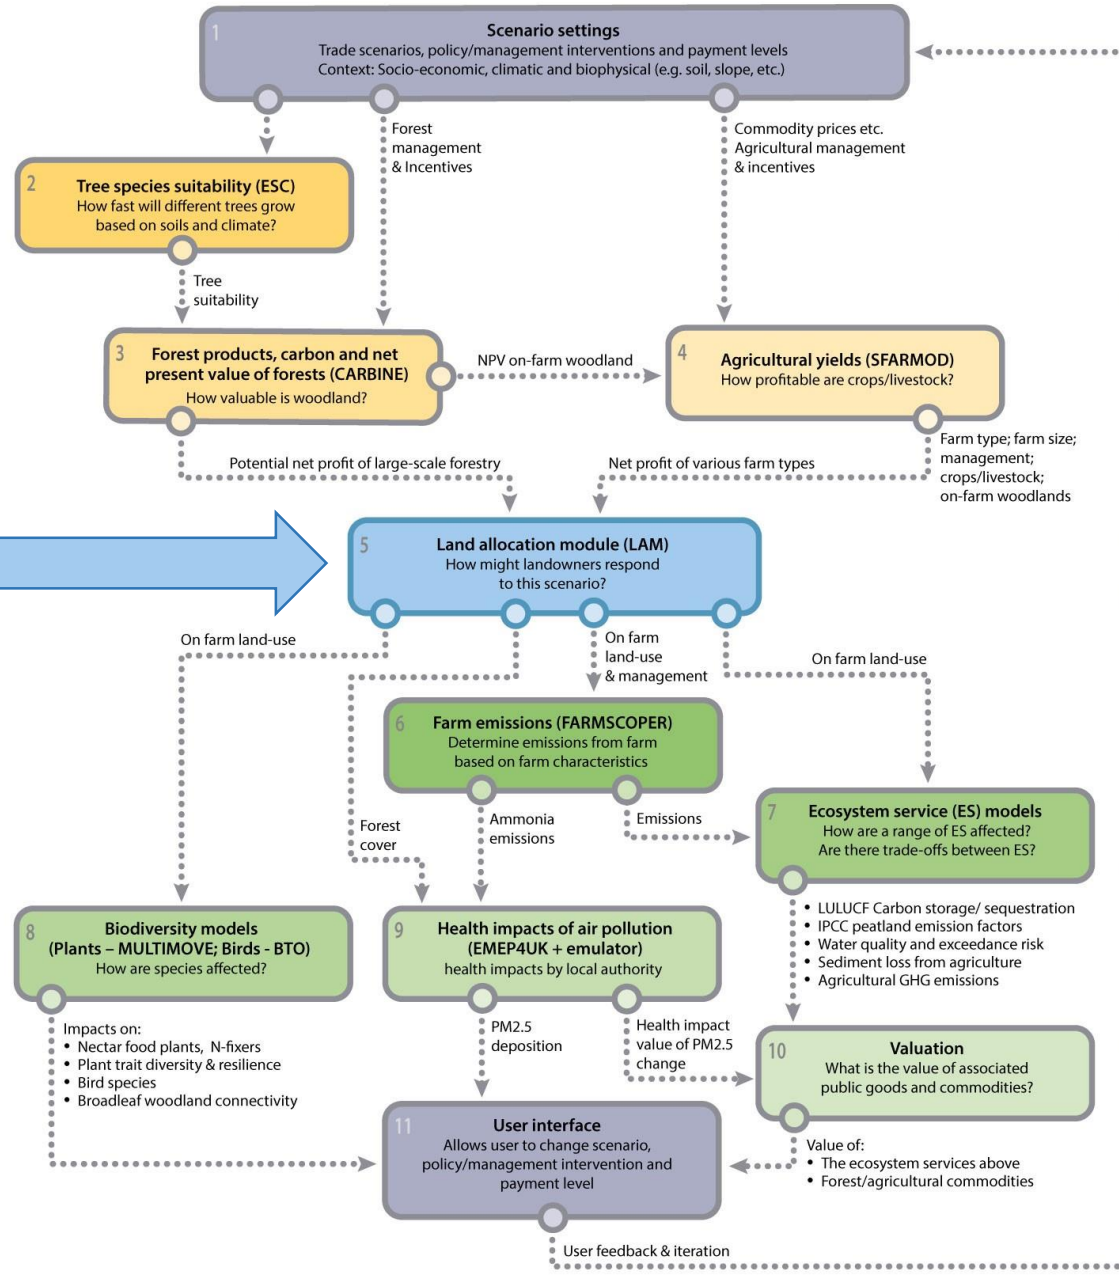 1
Scenario settings
Trade scenarios, policy/management interventions and payment levels
Context: Socio-economic, climatic and biophysical (e.g. soil, slope, etc.)
Forest
management
& Incentives
Commodity prices etc.
Agricultural management
& incentives
2
Tree species suitability (ESC)
How fast will different trees grow
based on soils and climate?
Tree
suitability
3
Forest products, carbon and net
present value of forests (CARBINE)
How valuable is woodland?
NPV on-farm woodland
4
Agricultural yields (SFARMOD)
How profitable are crops/livestock?
Potential net profit of large-scale forestry
Net profit of various farm types
Farm type; farm size;
management;
crops/livestock;
on-farm woodlands
5
Land allocation module (LAM)
How might landowners respond
to this scenario?
On farm land-use
On farm
land-use
& management
On farm land-use
6
Farm emissions (FARMSCOPER)
Determine emissions from farm
based on farm characteristics
Forest
cover
Ammonia
emissions
Emissions
7
Ecosystem service (ES) models
How are a range of ES affected?
Are there trade-offs between ES?
• LULUCF Carbon storage/ sequestration
• IPCC peatland emission factors
• Water quality and exceedance risk
• Sediment loss from agriculture
• Agricultural GHG emissions
8
Biodiversity models
(Plants – MULTIMOVE; Birds - BTO)
How are species affected?
Impacts on:
• Nectar food plants, N-fixers
• Plant trait diversity & resilience
• Bird species
• Broadleaf woodland connectivity
9
Health impacts of air pollution
(EMEP4UK + emulator)
health impacts by local authority
PM2.5
deposition
Health impact
value of PM2.5
change
10
Valuation
What is the value of associated
public goods and commodities?
Value of:
• The ecosystem services above
• Forest/agricultural commodities
11
User interface
Allows user to change scenario,
policy/management intervention and
payment level
User feedback & iteration